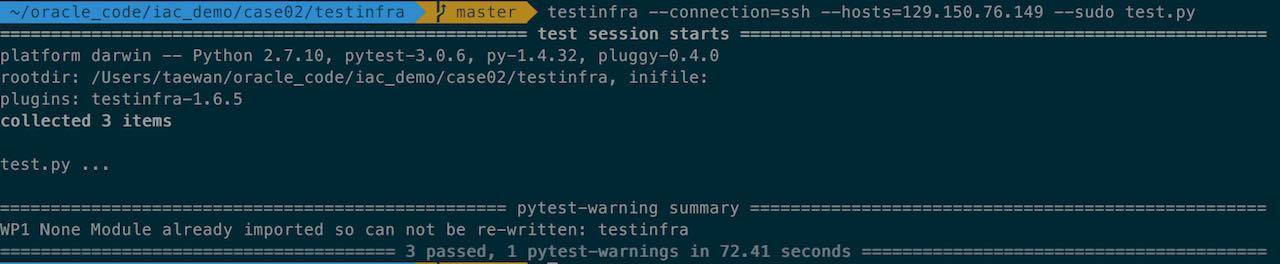 ~/oracle_code/iac_demo/case02/testinfra master testinfra --connection=ssh --hosts=129.150.76.149 --sudo test.py
==================================================== test session starts ====================================================
platform darwin -- Python 2.7.10, pytest-3.0.6, py-1.4.32, pluggy-0.4.0
rootdir: /Users/taewan/oracle_code/iac_demo/case02/testinfra, inifile:
plugins: testinfra-1.6.5
collected 3 items
test.py ...
================================================== pytest-warning summary ===================================================
WP1 None Module already imported so can not be re-written: testinfra
======================================= 3 passed, 1 pytest-warnings in 72.41 seconds ========================================